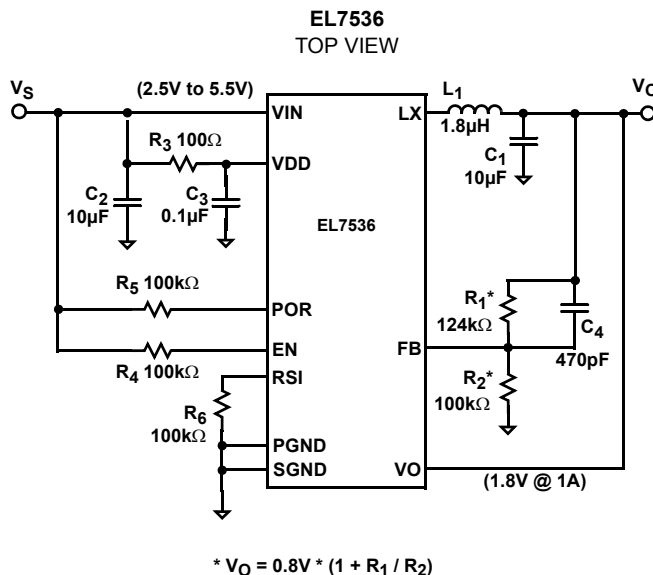 EL7536
TOP VIEW
VS (2.5V to 5.5V) VIN LX L1 VO
1.8µH
R3 100Ω VDD
C1
10µF
C2
10µF
C3
0.1µF
EL7536
R5 100kΩ POR
R1*
124kΩ
C4
470pF
R4 100kΩ EN FB
RSI
R2*
100kΩ
R6
100kΩ
PGND
SGND VO
(1.8V @ 1A)
* VO = 0.8V * (1 + R1 / R2)